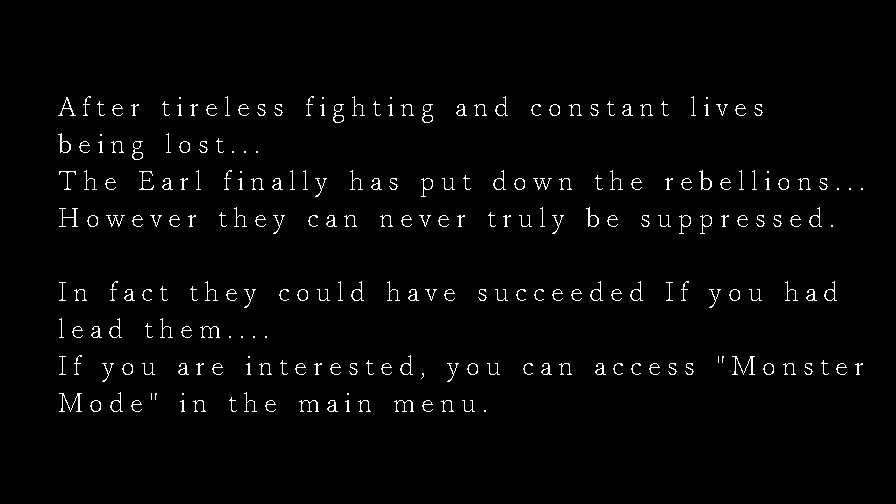 After tireless fighting and constant lives
being lost...
The Earl finally has put down the rebellions...
However they can never truly be suppressed.
In fact they could have succeeded If you had
lead them....
If you are interested, you can access "Monster
Mode" in the main menu.